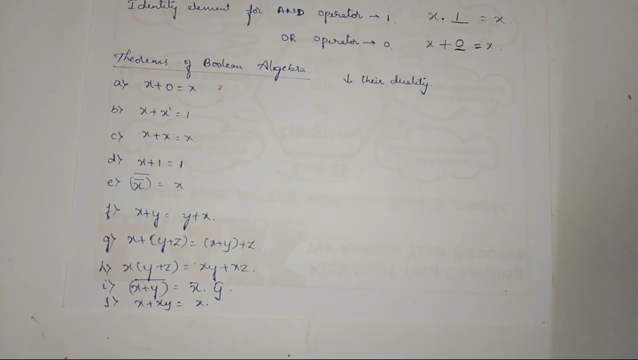 Identity element for AND operator → 1. x . 1 = x.
OR operator → 0. x + 0 = x
Theorems of Boolean Algebra. ↓ their duality.
a) x+0 = x
b) x+x' = 1
c) x+x = x
d) x+1 = 1
e) (x̅̅) = x
f) x+y = y+x.
g) x+(y+z) = (x+y)+z
h) x(y+z) = xy+xz.
i) (x+y)̅ = x̅. y̅.
j) x+xy = x.